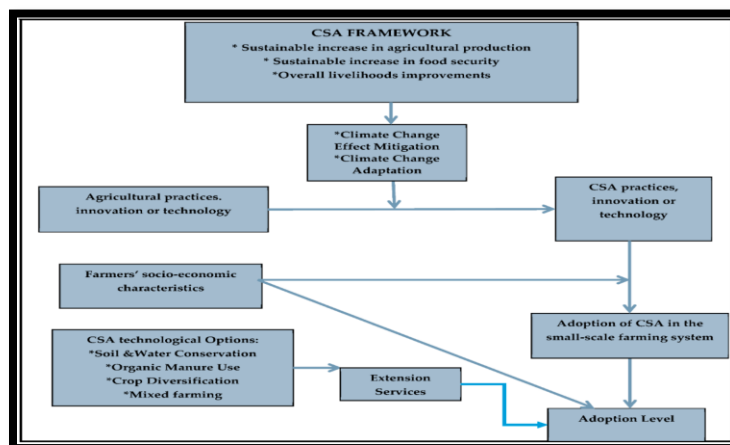 CSA FRAMEWORK
* Sustainable increase in agricultural production
* Sustainable increase in food security
*Overall livelihoods improvements
*Climate Change
Effect Mitigation
*Climate Change
Adaptation
Agricultural practices.
innovation or technology
CSA practices,
innovation or
technology
Farmers' socio-economic
characteristics
Adoption of CSA in the
small-scale farming system
CSA technological Options:
*Soil &Water Conservation
*Organic Manure Use
*Crop Diversification
*Mixed farming
Extension
Services
Adoption Level